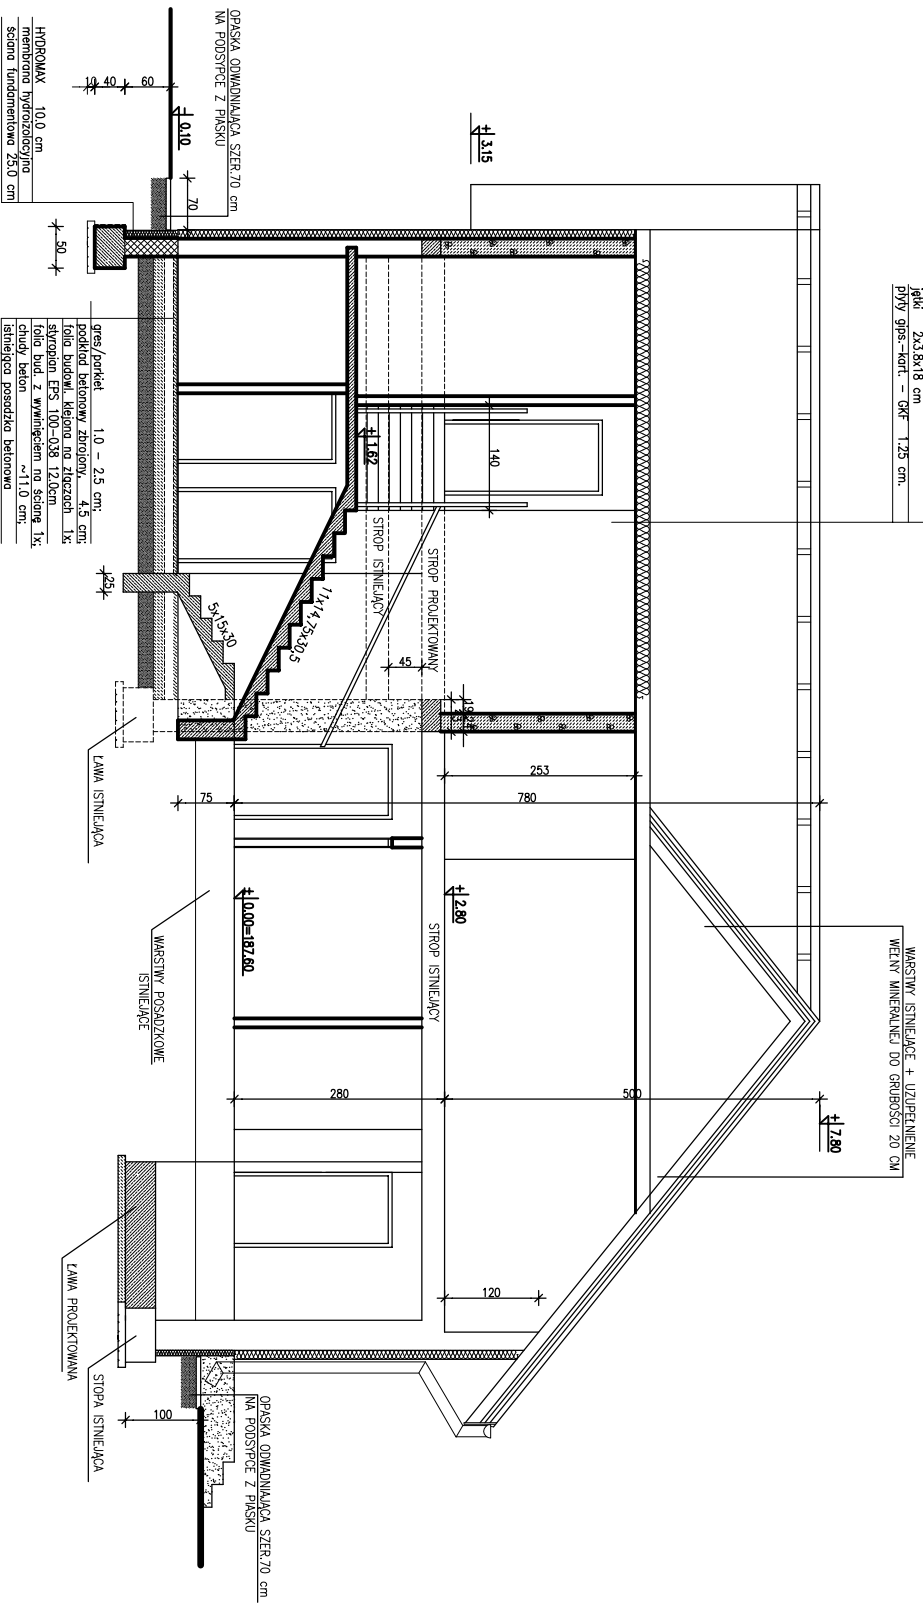 jętki 2x3.8x18 cm
płyty gips.-kart. - GKF 1.25 cm.
WARSTWY ISTNIEJĄCE + UZUPEŁNIENIE
WEŁNY MINERALNEJ DO GRUBOŚCI 20 CM
+7.80
+3.15
500
780
253
120
140
+2.80
STROP ISTNIEJĄCY
STROP PROJEKTOWANY
STROP ISTNIEJĄCY
45
+1.62
11x14,75x30,5
5x15x30
280
±0.00=187.60
75
WARSTWY POSADZKOWE
ISTNIEJĄCE
OPASKA ODWADNIAJĄCA SZER.70 cm
NA PODSYPCE Z PIASKU
-0.10
70
60
40
10
50
25
HYDROMAX 10.0 cm
membrana hydroizolacyjna
ściana fundamentowa 25.0 cm
gres/parkiet 1.0 - 2.5 cm;
podkład betonowy zbrojony, 4.5 cm;
folia budowl. klejona na złączach 1x;
styropian EPS 100-038 12.0cm
folia bud. z wywinięciem na ścianę 1x;
chudy beton ~11.0 cm;
istniejąca posadzka betonowa
ŁAWA ISTNIEJĄCA
ŁAWA PROJEKTOWANA
STOPA ISTNIEJĄCA
100
OPASKA ODWADNIAJĄCA SZER.70 cm
NA PODSYPCE Z PIASKU